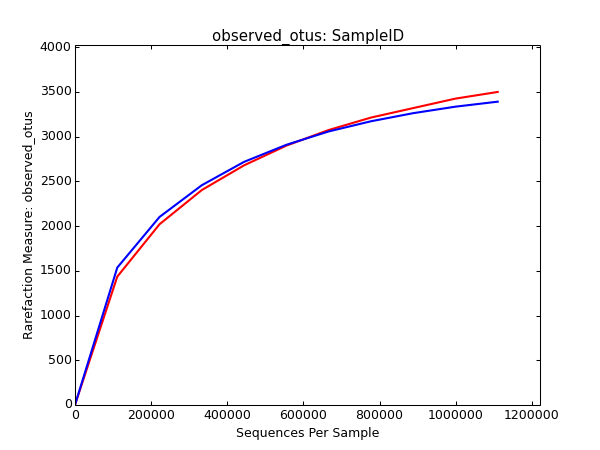 observed_otus: SampleID
4000
3500
3000
2500
2000
1500
1000
500
0
Rarefaction Measure: observed_otus
0 200000 400000 600000 800000 1000000 1200000
Sequences Per Sample